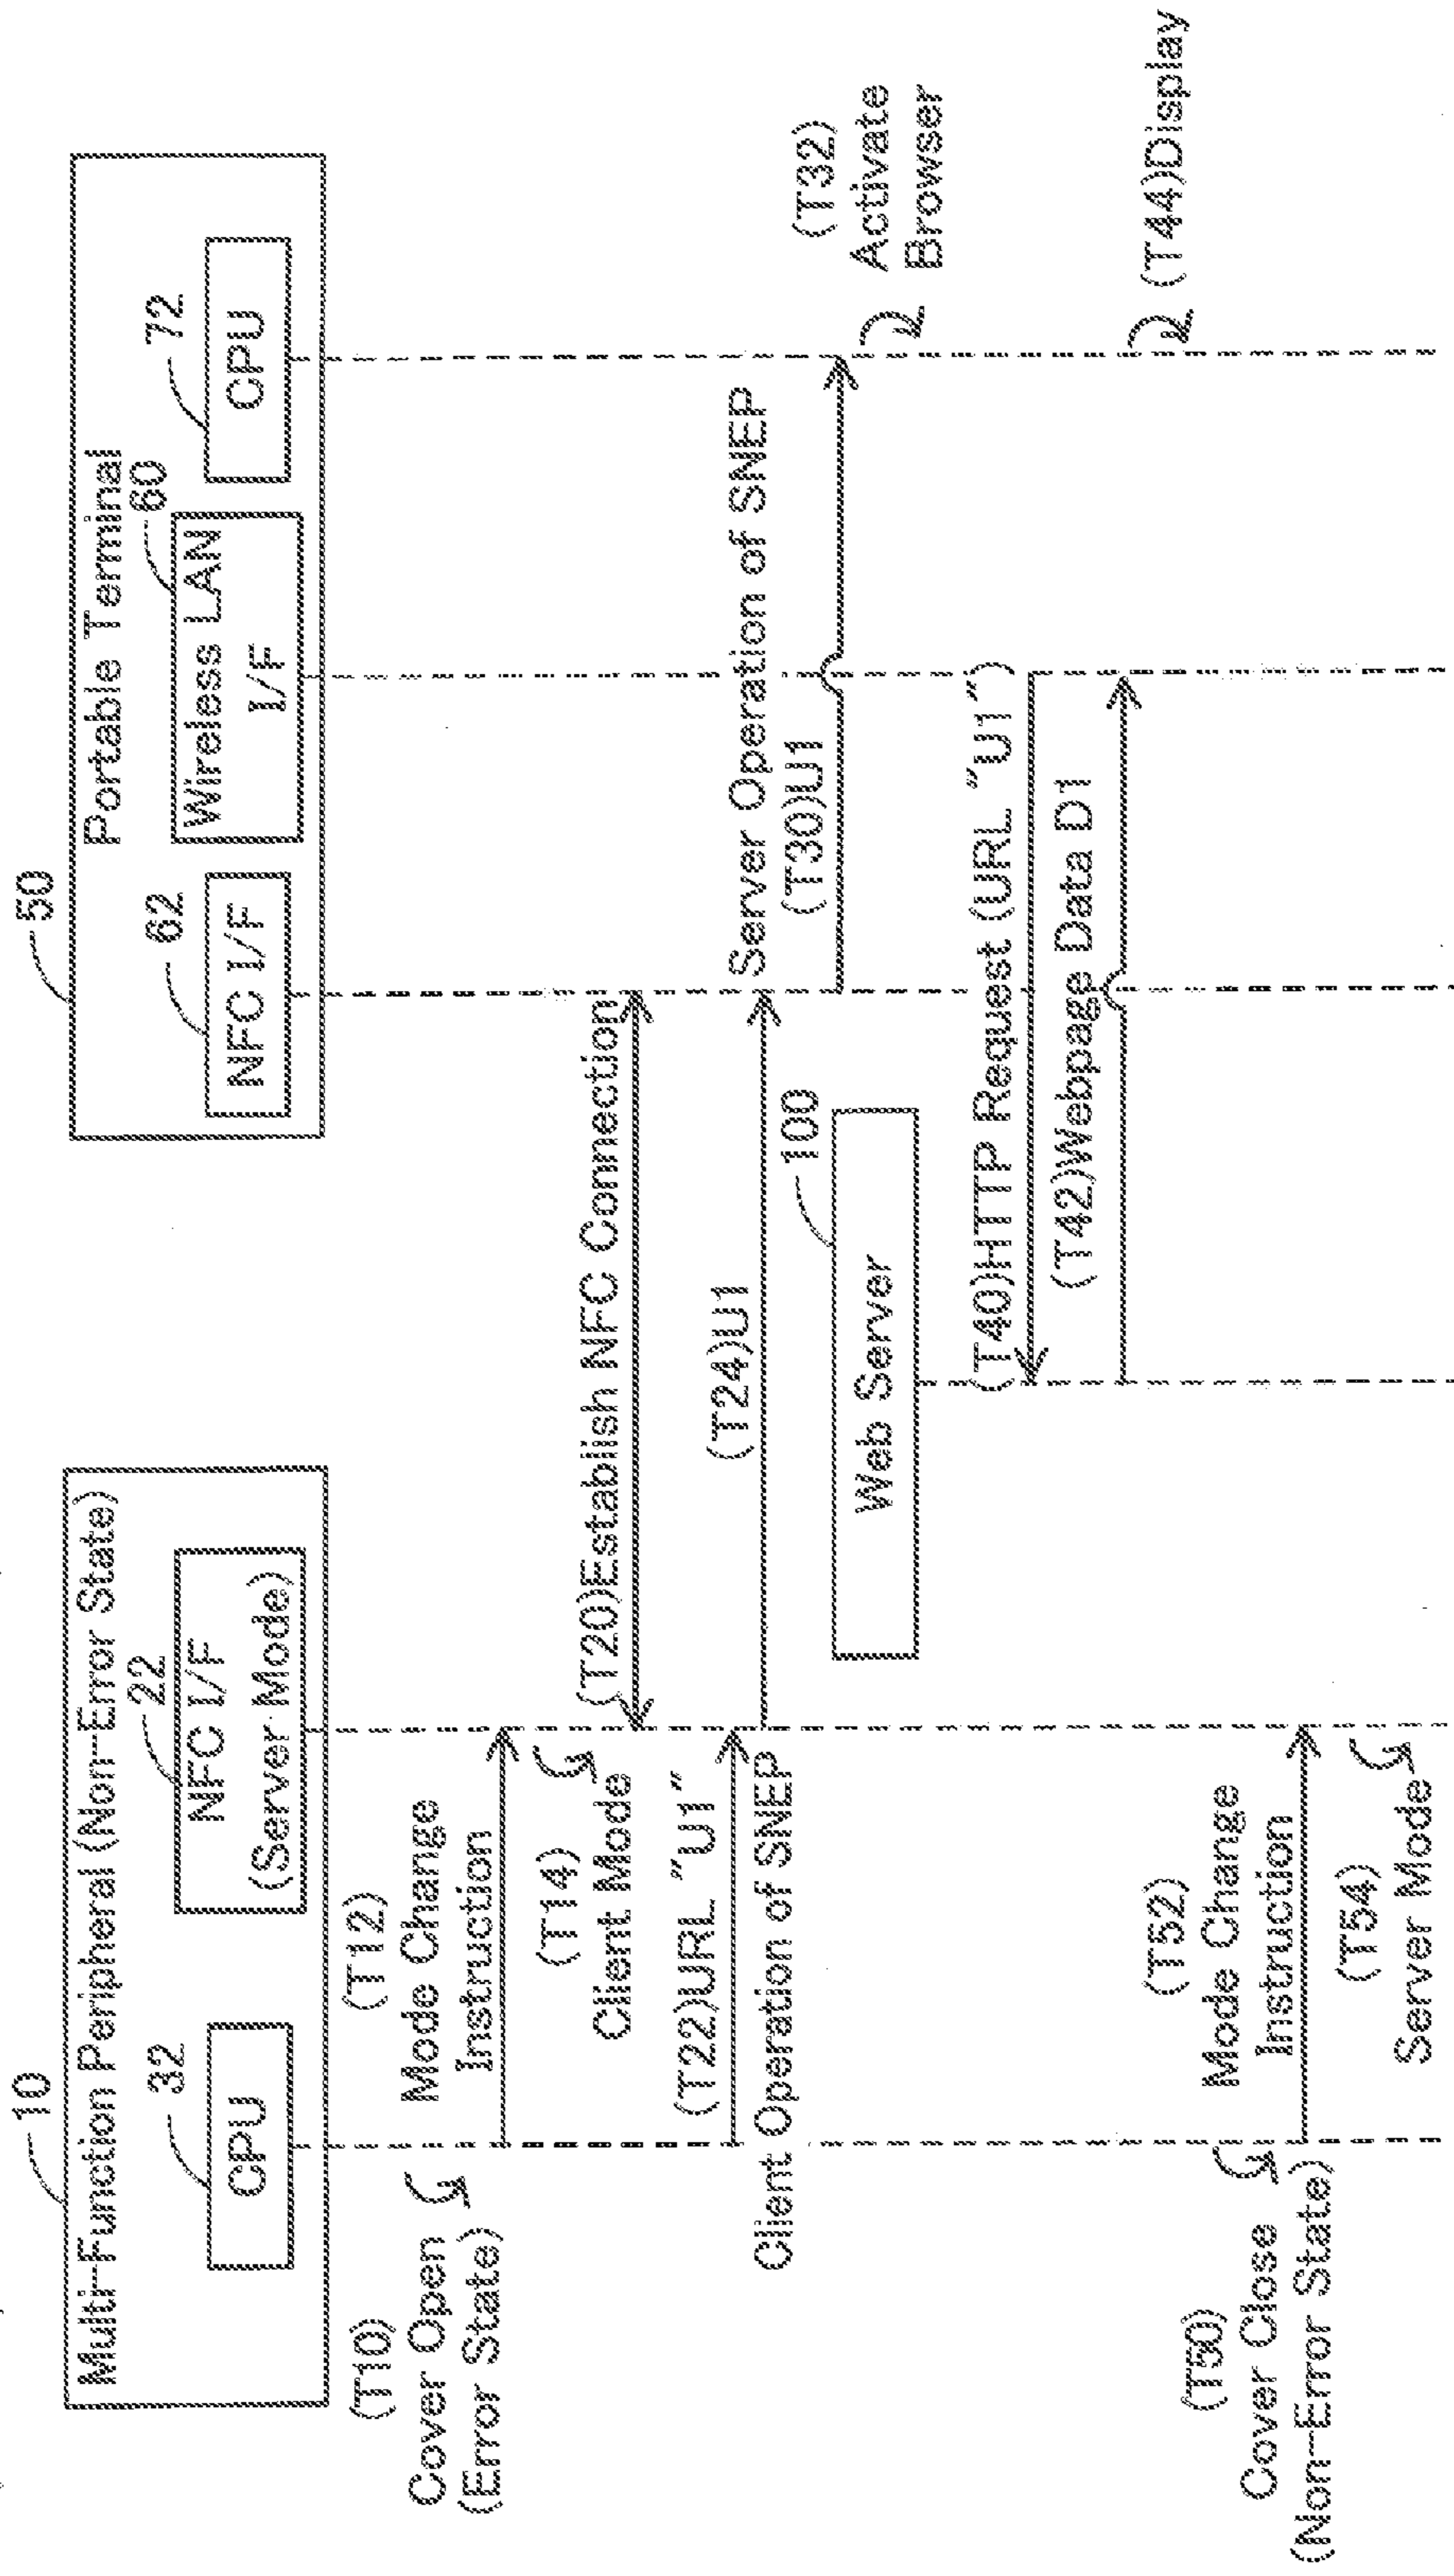 10
Multi-Function Peripheral (Non-Error State)
32
CPU
22
NFC I/F
(Server Mode)
50
Portable Terminal
62
NFC I/F
60
Wireless LAN
I/F
72
CPU
(T10)
Cover Open
(Error State)
(T12)
Mode Change
Instruction
(T14)
Client Mode
(T20)Establish NFC Connection
(T22)URL "U1"
Client Operation of SNEP
(T24)U1
Server Operation of SNEP
(T30)U1
(T32)
Activate
Browser
100
Web Server
(T40)HTTP Request (URL "U1")
(T42)Webpage Data D1
(T44)Display
(T50)
Cover Close
(Non-Error State)
(T52)
Mode Change
Instruction
(T54)
Server Mode